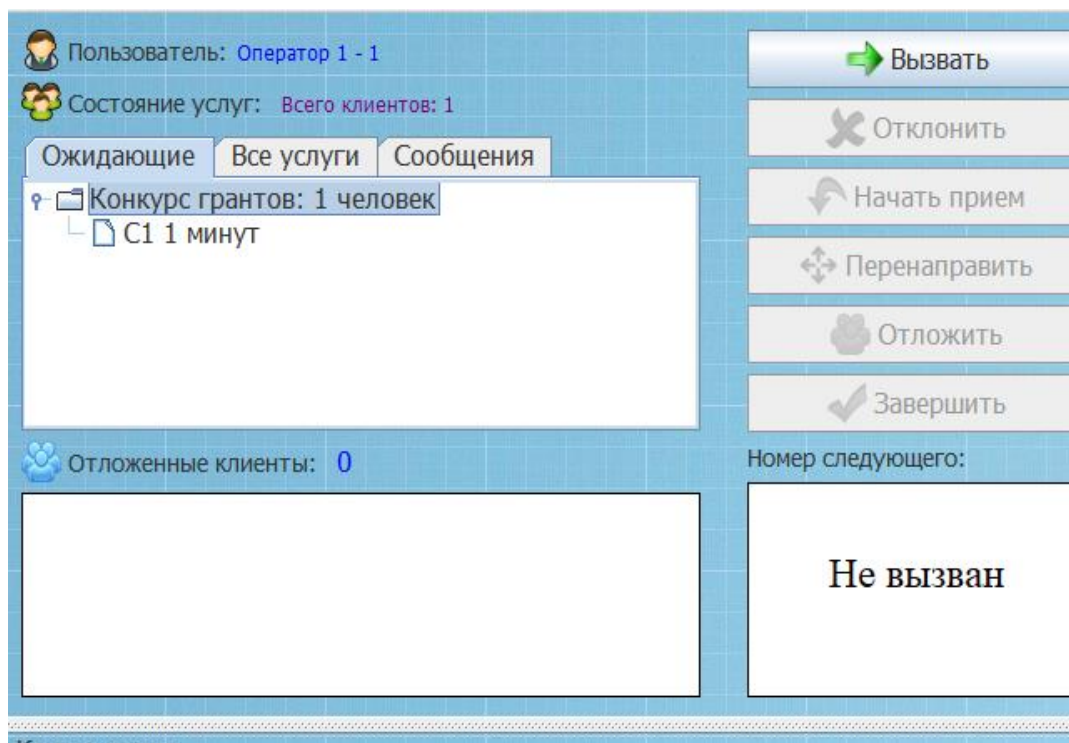 Пользователь: Оператор 1 - 1
Состояние услуг: Всего клиентов: 1
Ожидающие Все услуги Сообщения
Конкурс грантов: 1 человек
С1 1 минут
Отложенные клиенты: 0
Вызвать
Отклонить
Начать прием
Перенаправить
Отложить
Завершить
Номер следующего:
Не вызван